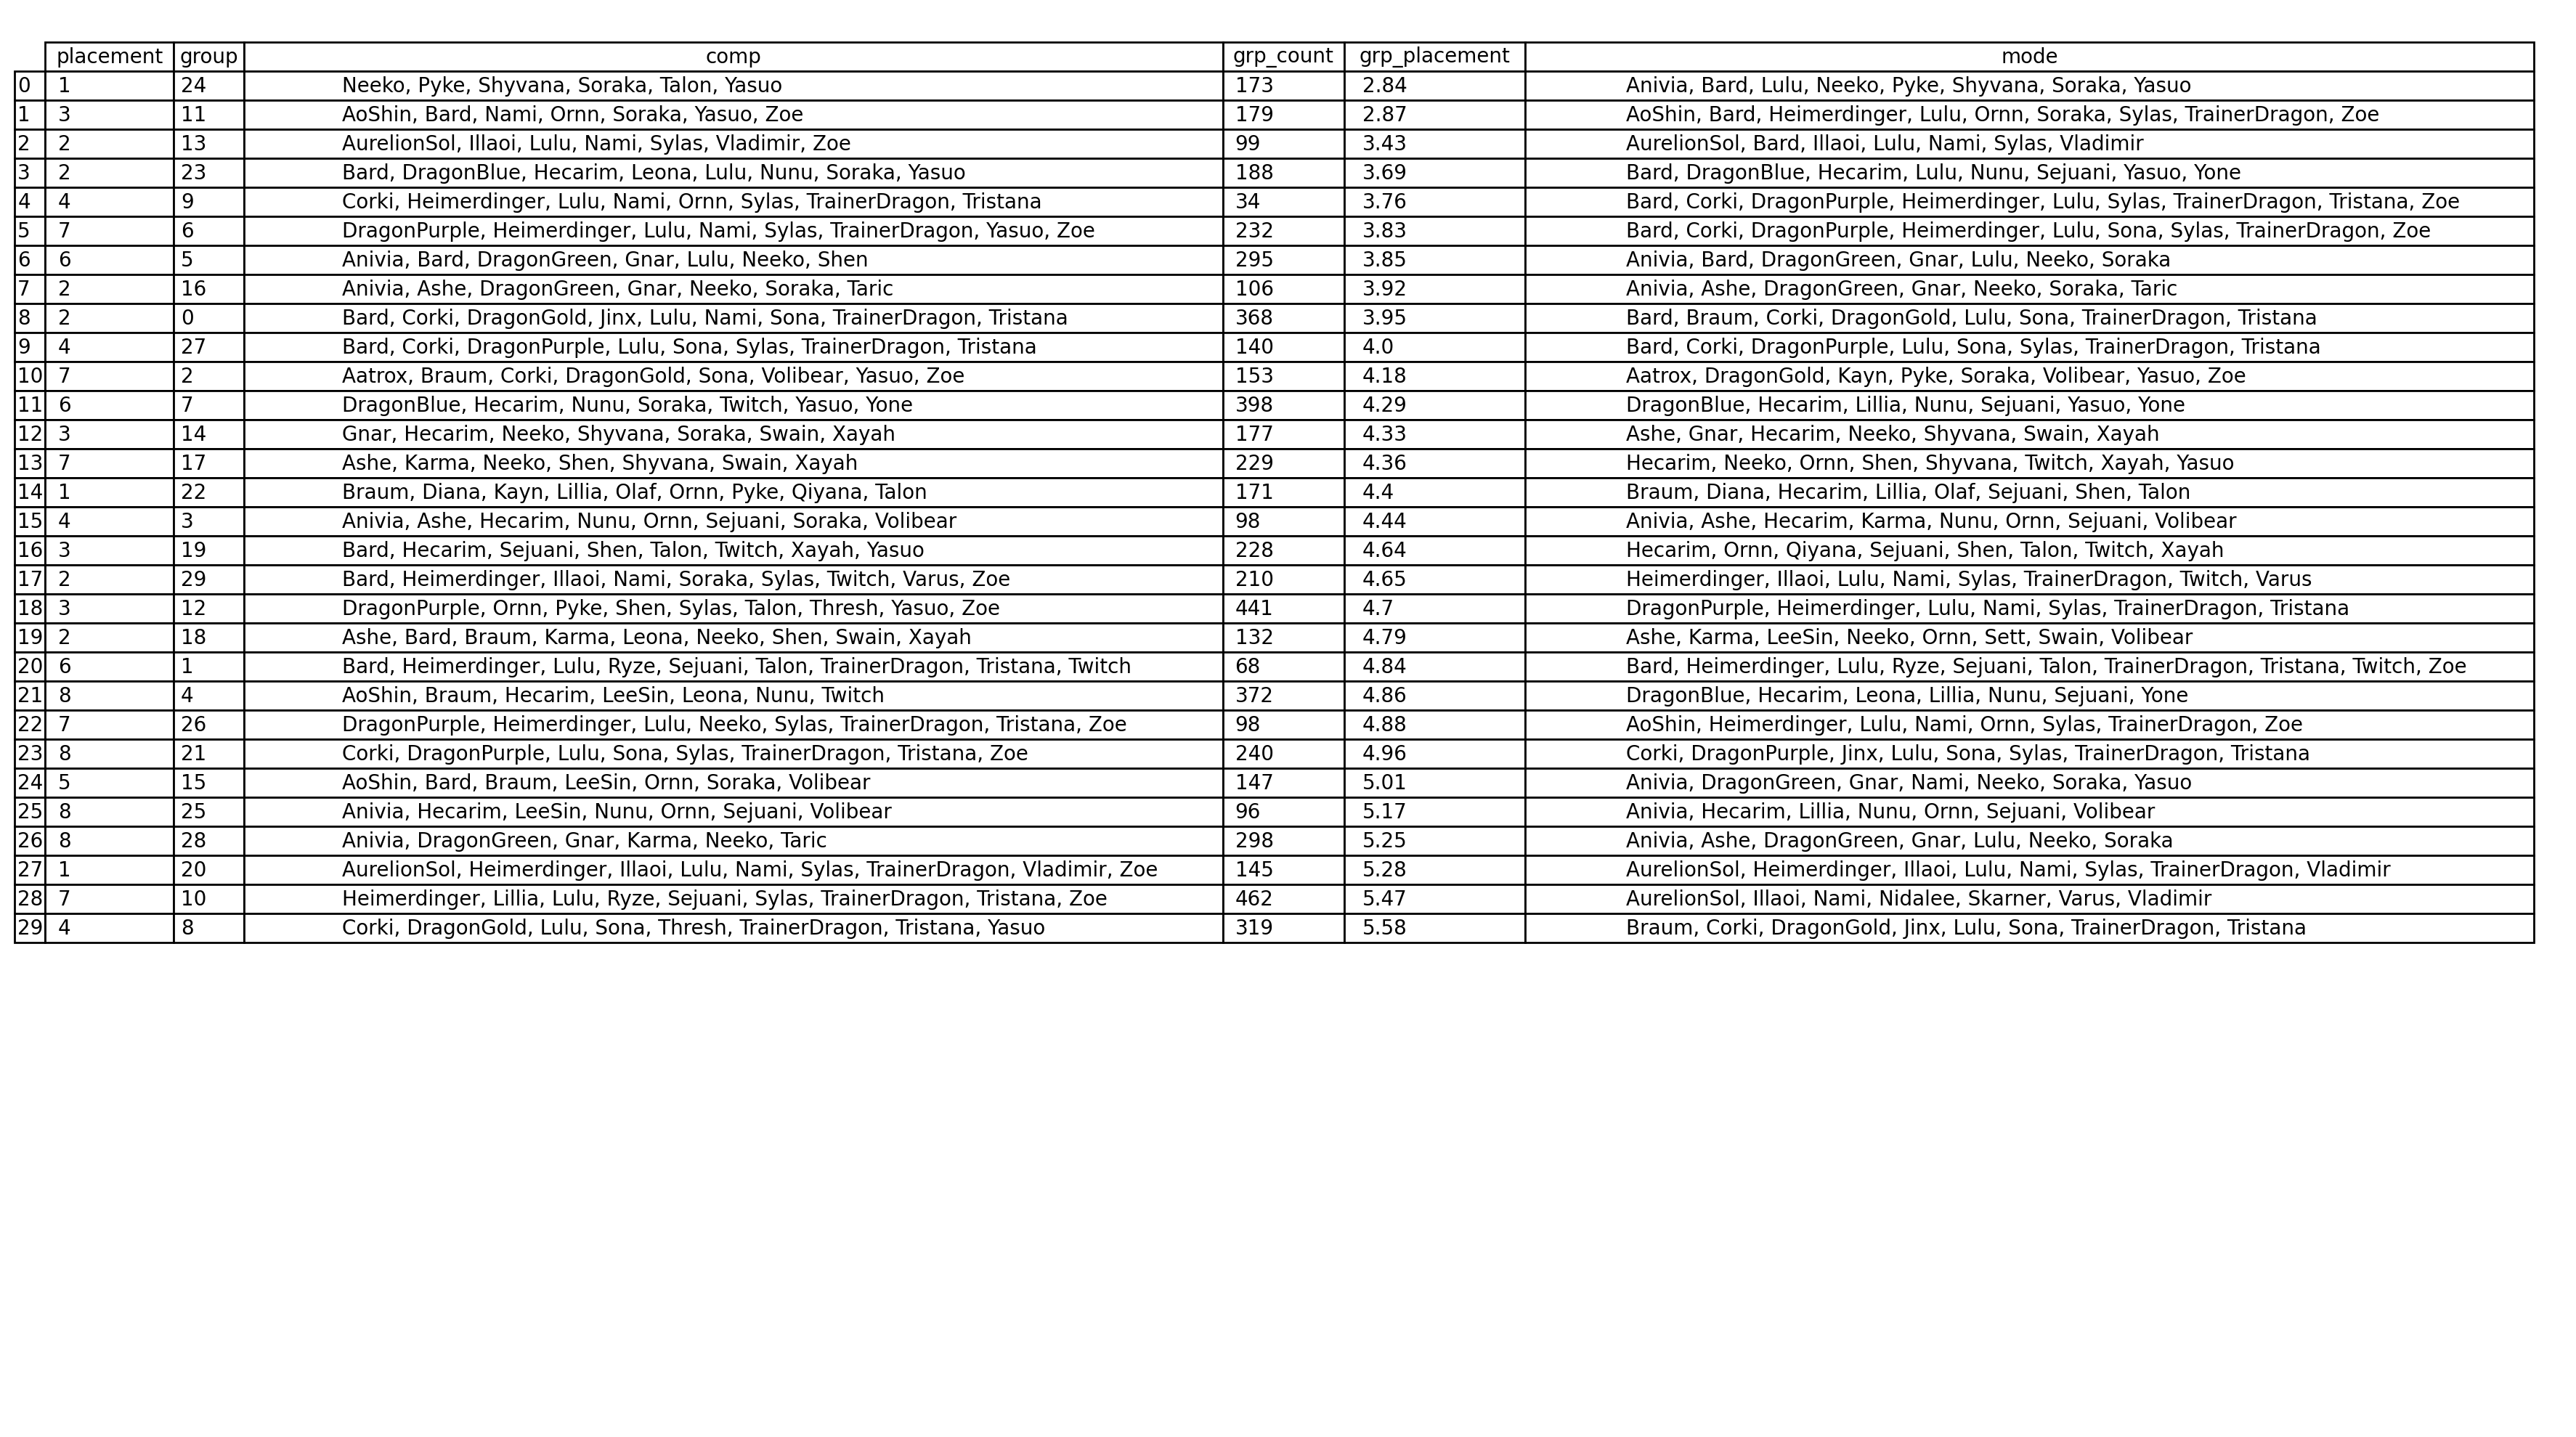 placement group comp grp_count grp_placement mode
0 1 24 Neeko, Pyke, Shyvana, Soraka, Talon, Yasuo 173 2.84 Anivia, Bard, Lulu, Neeko, Pyke, Shyvana, Soraka, Yasuo
1 3 11 AoShin, Bard, Nami, Ornn, Soraka, Yasuo, Zoe 179 2.87 AoShin, Bard, Heimerdinger, Lulu, Ornn, Soraka, Sylas, TrainerDragon, Zoe
2 2 13 AurelionSol, Illaoi, Lulu, Nami, Sylas, Vladimir, Zoe 99 3.43 AurelionSol, Bard, Illaoi, Lulu, Nami, Sylas, Vladimir
3 2 23 Bard, DragonBlue, Hecarim, Leona, Lulu, Nunu, Soraka, Yasuo 188 3.69 Bard, DragonBlue, Hecarim, Lulu, Nunu, Sejuani, Yasuo, Yone
4 4 9 Corki, Heimerdinger, Lulu, Nami, Ornn, Sylas, TrainerDragon, Tristana 34 3.76 Bard, Corki, DragonPurple, Heimerdinger, Lulu, Sylas, TrainerDragon, Tristana, Zoe
5 7 6 DragonPurple, Heimerdinger, Lulu, Nami, Sylas, TrainerDragon, Yasuo, Zoe 232 3.83 Bard, Corki, DragonPurple, Heimerdinger, Lulu, Sona, Sylas, TrainerDragon, Zoe
6 6 5 Anivia, Bard, DragonGreen, Gnar, Lulu, Neeko, Shen 295 3.85 Anivia, Bard, DragonGreen, Gnar, Lulu, Neeko, Soraka
7 2 16 Anivia, Ashe, DragonGreen, Gnar, Neeko, Soraka, Taric 106 3.92 Anivia, Ashe, DragonGreen, Gnar, Neeko, Soraka, Taric
8 2 0 Bard, Corki, DragonGold, Jinx, Lulu, Nami, Sona, TrainerDragon, Tristana 368 3.95 Bard, Braum, Corki, DragonGold, Lulu, Sona, TrainerDragon, Tristana
9 4 27 Bard, Corki, DragonPurple, Lulu, Sona, Sylas, TrainerDragon, Tristana 140 4.0 Bard, Corki, DragonPurple, Lulu, Sona, Sylas, TrainerDragon, Tristana
10 7 2 Aatrox, Braum, Corki, DragonGold, Sona, Volibear, Yasuo, Zoe 153 4.18 Aatrox, DragonGold, Kayn, Pyke, Soraka, Volibear, Yasuo, Zoe
11 6 7 DragonBlue, Hecarim, Nunu, Soraka, Twitch, Yasuo, Yone 398 4.29 DragonBlue, Hecarim, Lillia, Nunu, Sejuani, Yasuo, Yone
12 3 14 Gnar, Hecarim, Neeko, Shyvana, Soraka, Swain, Xayah 177 4.33 Ashe, Gnar, Hecarim, Neeko, Shyvana, Swain, Xayah
13 7 17 Ashe, Karma, Neeko, Shen, Shyvana, Swain, Xayah 229 4.36 Hecarim, Neeko, Ornn, Shen, Shyvana, Twitch, Xayah, Yasuo
14 1 22 Braum, Diana, Kayn, Lillia, Olaf, Ornn, Pyke, Qiyana, Talon 171 4.4 Braum, Diana, Hecarim, Lillia, Olaf, Sejuani, Shen, Talon
15 4 3 Anivia, Ashe, Hecarim, Nunu, Ornn, Sejuani, Soraka, Volibear 98 4.44 Anivia, Ashe, Hecarim, Karma, Nunu, Ornn, Sejuani, Volibear
16 3 19 Bard, Hecarim, Sejuani, Shen, Talon, Twitch, Xayah, Yasuo 228 4.64 Hecarim, Ornn, Qiyana, Sejuani, Shen, Talon, Twitch, Xayah
17 2 29 Bard, Heimerdinger, Illaoi, Nami, Soraka, Sylas, Twitch, Varus, Zoe 210 4.65 Heimerdinger, Illaoi, Lulu, Nami, Sylas, TrainerDragon, Twitch, Varus
18 3 12 DragonPurple, Ornn, Pyke, Shen, Sylas, Talon, Thresh, Yasuo, Zoe 441 4.7 DragonPurple, Heimerdinger, Lulu, Nami, Sylas, TrainerDragon, Tristana
19 2 18 Ashe, Bard, Braum, Karma, Leona, Neeko, Shen, Swain, Xayah 132 4.79 Ashe, Karma, LeeSin, Neeko, Ornn, Sett, Swain, Volibear
20 6 1 Bard, Heimerdinger, Lulu, Ryze, Sejuani, Talon, TrainerDragon, Tristana, Twitch 68 4.84 Bard, Heimerdinger, Lulu, Ryze, Sejuani, Talon, TrainerDragon, Tristana, Twitch, Zoe
21 8 4 AoShin, Braum, Hecarim, LeeSin, Leona, Nunu, Twitch 372 4.86 DragonBlue, Hecarim, Leona, Lillia, Nunu, Sejuani, Yone
22 7 26 DragonPurple, Heimerdinger, Lulu, Neeko, Sylas, TrainerDragon, Tristana, Zoe 98 4.88 AoShin, Heimerdinger, Lulu, Nami, Ornn, Sylas, TrainerDragon, Zoe
23 8 21 Corki, DragonPurple, Lulu, Sona, Sylas, TrainerDragon, Tristana, Zoe 240 4.96 Corki, DragonPurple, Jinx, Lulu, Sona, Sylas, TrainerDragon, Tristana
24 5 15 AoShin, Bard, Braum, LeeSin, Ornn, Soraka, Volibear 147 5.01 Anivia, DragonGreen, Gnar, Nami, Neeko, Soraka, Yasuo
25 8 25 Anivia, Hecarim, LeeSin, Nunu, Ornn, Sejuani, Volibear 96 5.17 Anivia, Hecarim, Lillia, Nunu, Ornn, Sejuani, Volibear
26 8 28 Anivia, DragonGreen, Gnar, Karma, Neeko, Taric 298 5.25 Anivia, Ashe, DragonGreen, Gnar, Lulu, Neeko, Soraka
27 1 20 AurelionSol, Heimerdinger, Illaoi, Lulu, Nami, Sylas, TrainerDragon, Vladimir, Zoe 145 5.28 AurelionSol, Heimerdinger, Illaoi, Lulu, Nami, Sylas, TrainerDragon, Vladimir
28 7 10 Heimerdinger, Lillia, Lulu, Ryze, Sejuani, Sylas, TrainerDragon, Tristana, Zoe 462 5.47 AurelionSol, Illaoi, Nami, Nidalee, Skarner, Varus, Vladimir
29 4 8 Corki, DragonGold, Lulu, Sona, Thresh, TrainerDragon, Tristana, Yasuo 319 5.58 Braum, Corki, DragonGold, Jinx, Lulu, Sona, TrainerDragon, Tristana